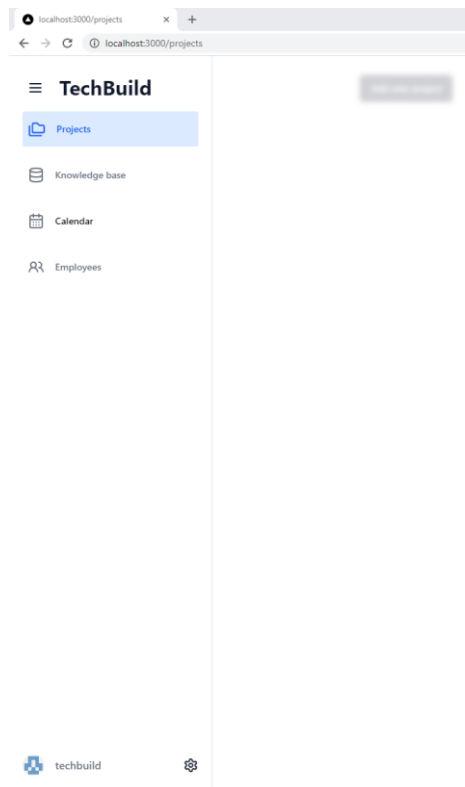 localhost:3000/projects
localhost:3000/projects
TechBuild
Projects
Knowledge base
Calendar
Employees
techbuild